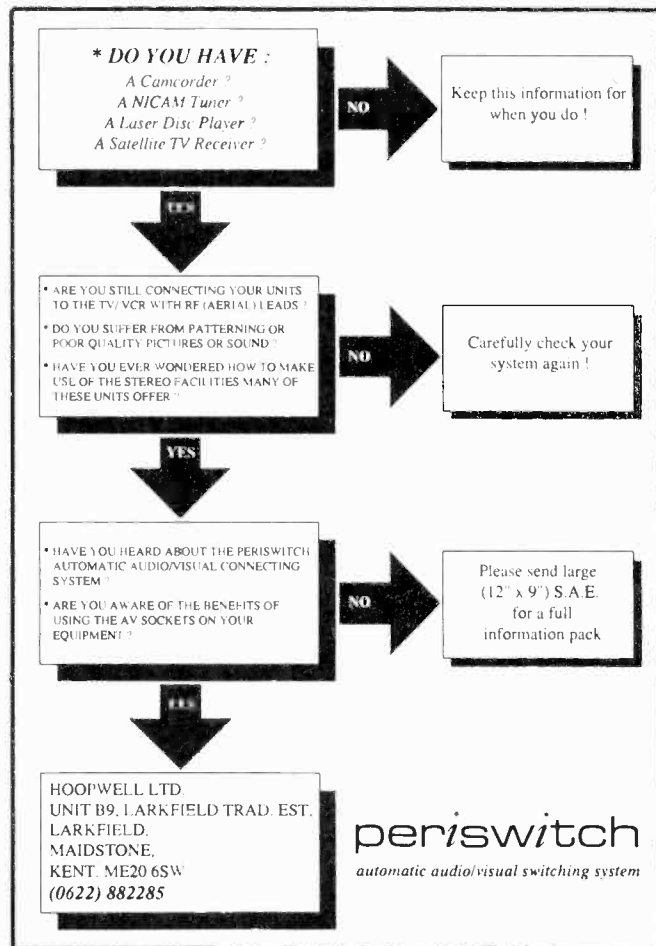 * DO YOU HAVE :
A Camcorder ?
A NICAM Tuner ?
A Laser Disc Player ?
A Satellite TV Receiver ?
NO
Keep this information for
when you do !
YES
* ARE YOU STILL CONNECTING YOUR UNITS
TO THE TV/VCR WITH RF (AERIAL) LEADS ?
* DO YOU SUFFER FROM PATTERNING OR
POOR QUALITY PICTURES OR SOUND ?
* HAVE YOU EVER WONDERED HOW TO MAKE
USE OF THE STEREO FACILITIES MANY OF
THESE UNITS OFFER ?
NO
Carefully check your
system again !
YES
* HAVE YOU HEARD ABOUT THE PERISWITCH
AUTOMATIC AUDIO/VISUAL CONNECTING
SYSTEM ?
* ARE YOU AWARE OF THE BENEFITS OF
USING THE AV SOCKETS ON YOUR
EQUIPMENT ?
NO
Please send large
(12" x 9") S.A.E.
for a full
information pack
YES
HOOPWELL LTD.
UNIT B9, LARKFIELD TRAD. EST,
LARKFIELD,
MAIDSTONE,
KENT. ME20 6SW
(0622) 882285
periswitch
automatic audio/visual switching system